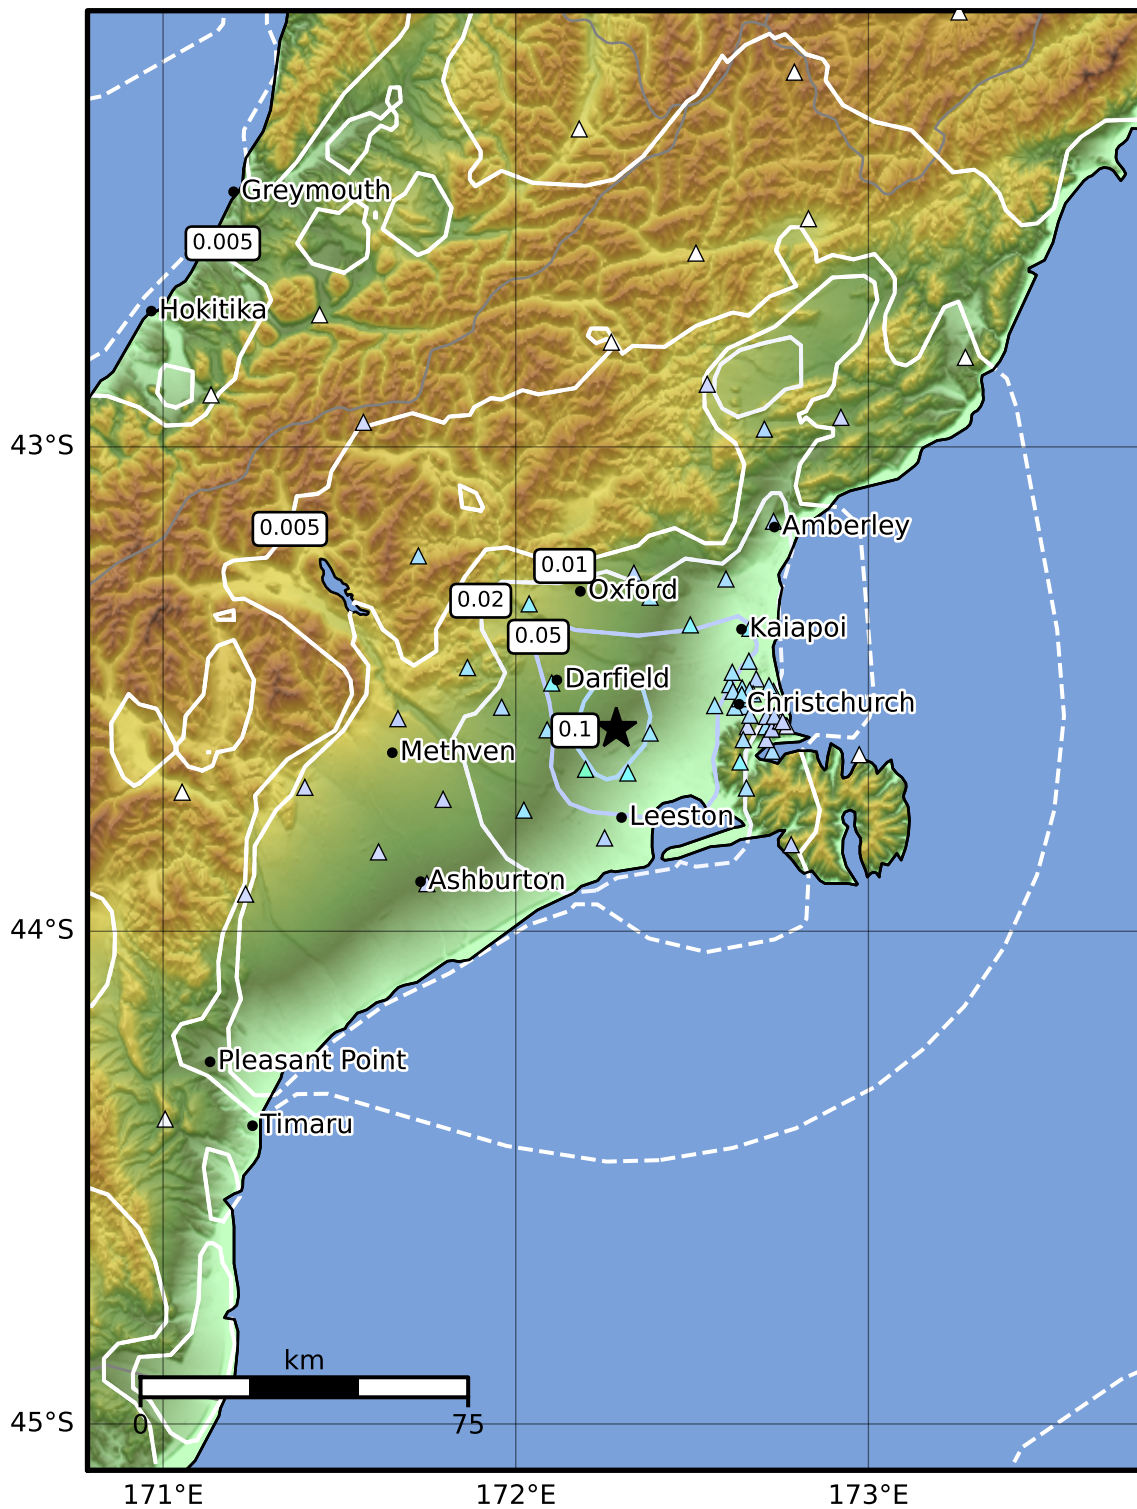 Greymouth
0.005
Hokitika
43°S
0.005
Amberley
0.01
Oxford
0.02
Kaiapoi
0.05
Darfield
Christchurch
0.1
Methven
Leeston
Ashburton
44°S
Pleasant Point
Timaru
km
0
75
45°S
171°E
172°E
173°E